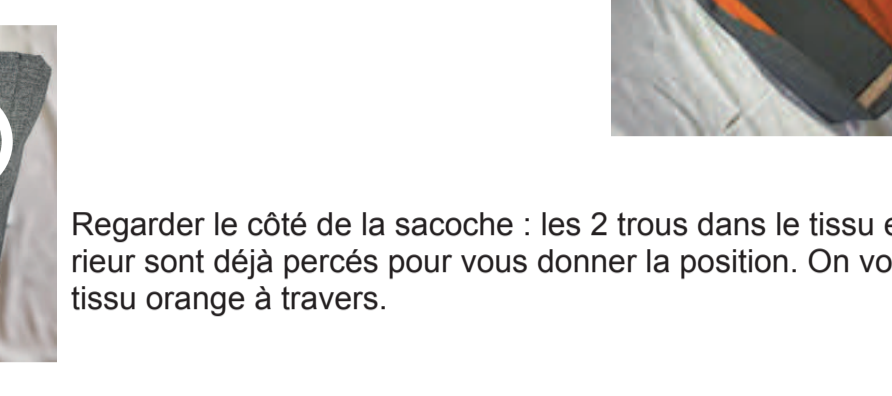 Regarder le côté de la sacoche : les 2 trous dans le tissu
rieur sont déjà percés pour vous donner la position. On
tissu orange à travers.